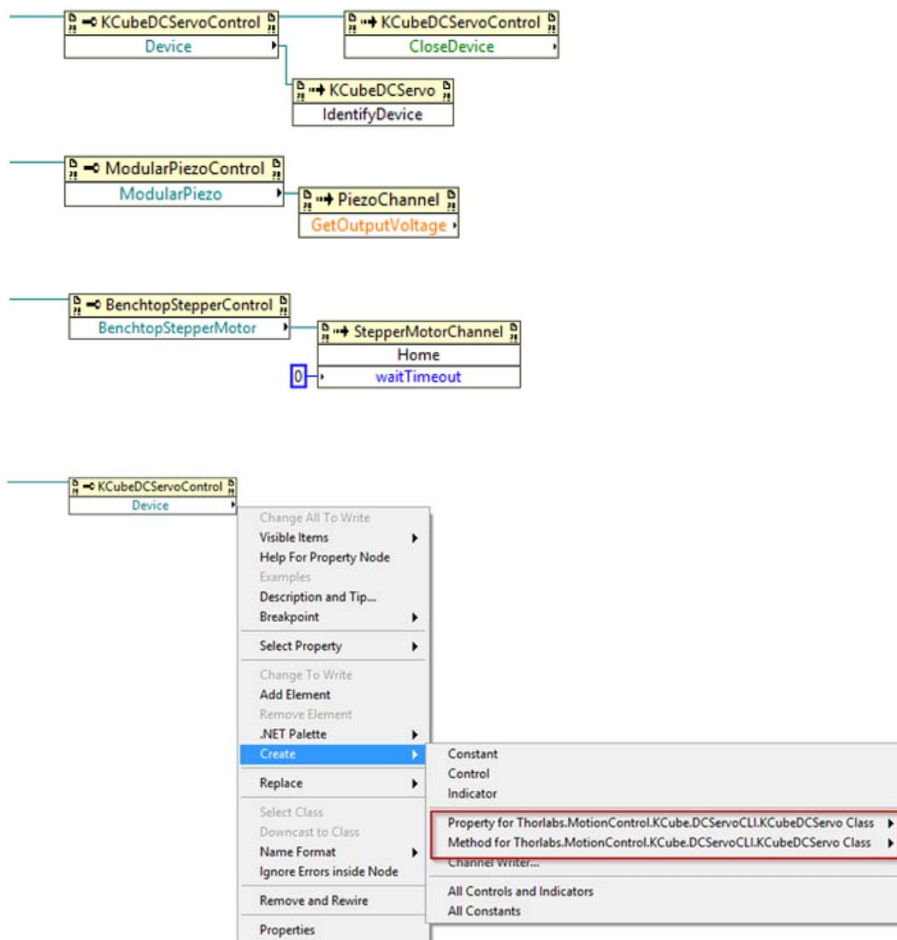 KCubeDCServoControl
Device
KCubeDCServoControl
CloseDevice
KCubeDCServo
IdentifyDevice
ModularPiezoControl
ModularPiezo
PiezoChannel
GetOutputVoltage
BenchtopStepperControl
BenchtopStepperMotor
StepperMotorChannel
Home
0
waitTimeout
KCubeDCServoControl
Device
Change All To Write
Visible Items
Help For Property Node
Examples
Description and Tip...
Breakpoint
Select Property
Change To Write
Add Element
Remove Element
.NET Palette
Create
Replace
Select Class
Downcast to Class
Name Format
Ignore Errors inside Node
Remove and Rewire
Properties
Constant
Control
Indicator
Property for Thorlabs.MotionControl.KCube.DCServoCLI.KCubeDCServo Class
Method for Thorlabs.MotionControl.KCube.DCServoCLI.KCubeDCServo Class
Channel Writer...
All Controls and Indicators
All Constants